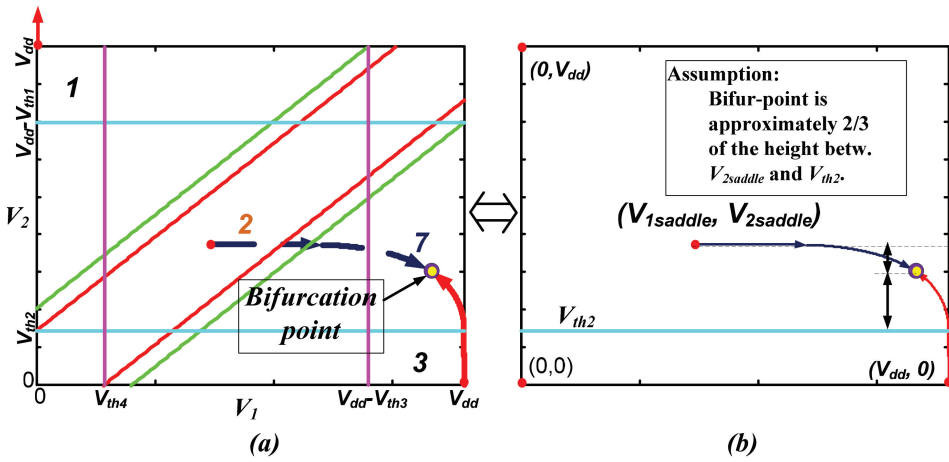 V_dd
V_dd-V_th1
V_2
V_th2
0
1
2
7
Bifurcation
point
3
0
V_th4
V_1
V_dd-V_th3
V_dd
(a)
(0,V_dd)
Assumption:
Bifur-point is
approximately 2/3
of the height betw.
V_2saddle and V_th2.
(V_1saddle, V_2saddle)
V_th2
(0,0)
(V_dd, 0)
(b)